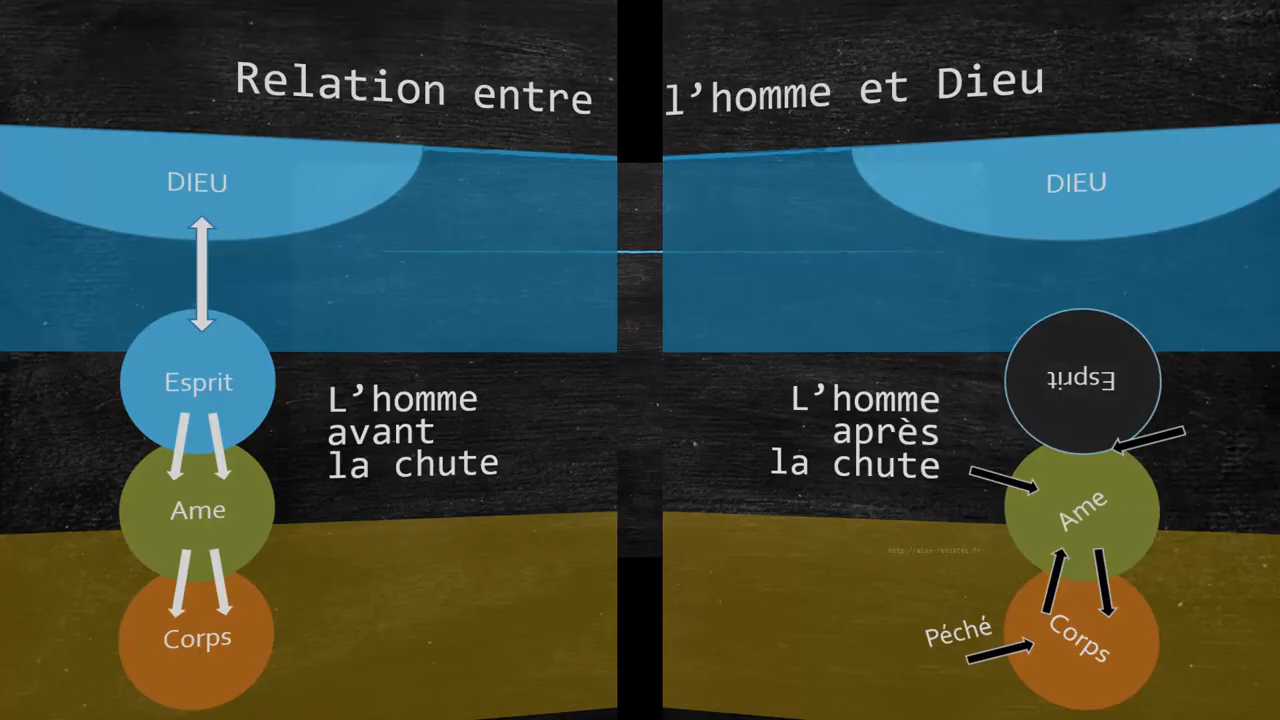 Relation entre l’homme et Dieu
DIEU
Esprit
Ame
Corps
L’homme
avant
la chute
DIEU
L’homme
après
la chute
Esprit
Ame
Péché
Corps